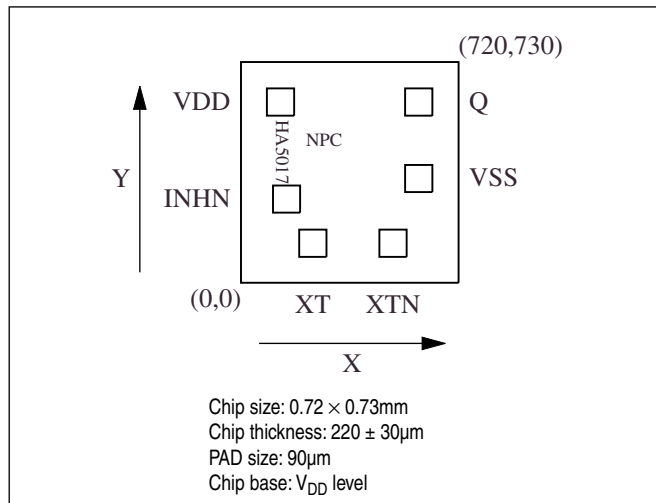 (720,730)
VDD
Q
HA5017
NPC
Y
VSS
INHN
(0,0)
XT XTN
X
Chip size: 0.72 × 0.73mm
Chip thickness: 220 ± 30μm
PAD size: 90μm
Chip base: VDD level